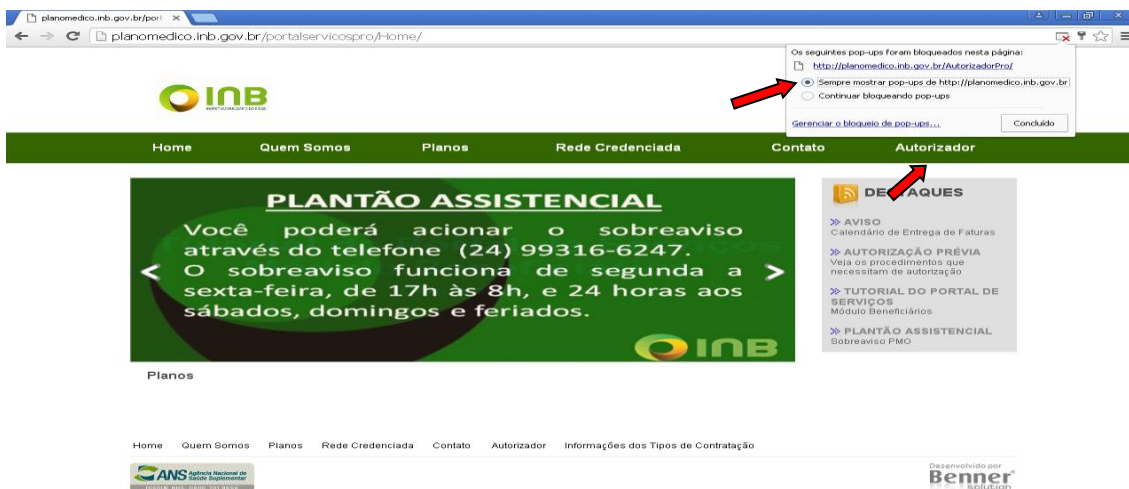 planomedico.inb.gov.br/port
planomedico.inb.gov.br/portalservicospro/Home/
Os seguintes pop-ups foram bloqueados nesta página:
http://planomedico.inb.gov.br/AutorizadorPro/
Sempre mostrar pop-ups de http://planomedico.inb.gov.br
Continuar bloqueando pop-ups
Gerenciar o bloqueio de pop-ups...
Concluído
INB
Home Quem Somos Planos Rede Credenciada Contato Autorizador
PLANTÃO ASSISTENCIAL
Você poderá acionar o sobreaviso
através do telefone (24) 99316-6247.
O sobreaviso funciona de segunda a
sexta-feira, de 17h às 8h, e 24 horas aos
sábados, domingos e feriados.
INB
DESTAQUES
AVISO
Calendário de Entrega de Faturas
AUTORIZAÇÃO PRÉVIA
Veja os procedimentos que
necessitam de autorização
TUTORIAL DO PORTAL DE
SERVIÇOS
Módulo Beneficiários
PLANTÃO ASSISTENCIAL
Sobreaviso PMO
Planos
Home Quem Somos Planos Rede Credenciada Contato Autorizador Informações dos Tipos de Contratação
ANS Agência Nacional de
Saúde Suplementar
Desenvolvido por
Benner
solution